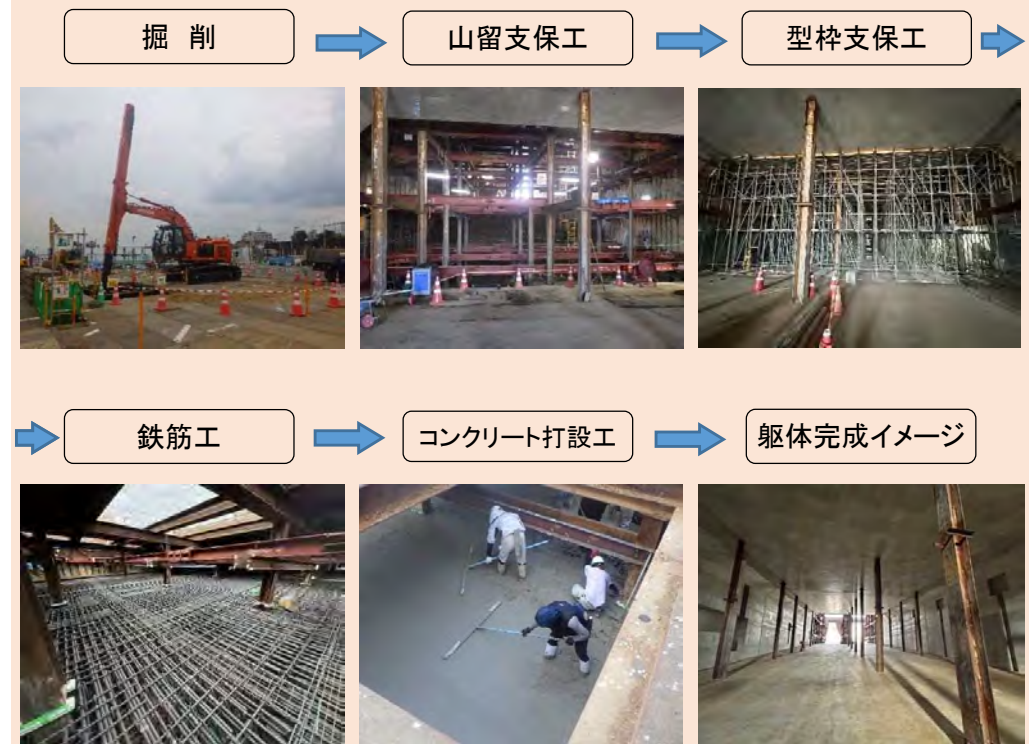 掘 削
山留支保工
型枠支保工
鉄筋工
コンクリート打設工
躯体完成イメージ